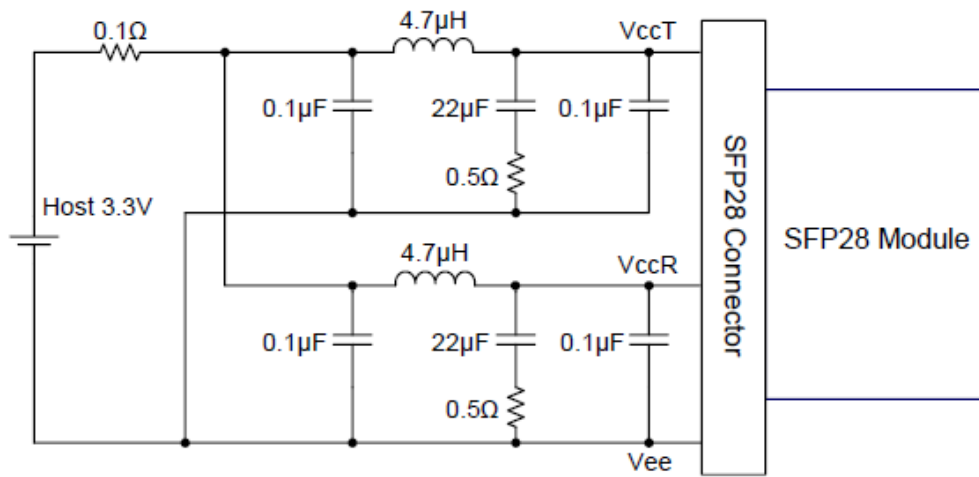 4.7µH
0.1Ω
VccT
0.1µF
22µF
0.1µF
0.5Ω
Host 3.3V
SFP28 Connector
SFP28 Module
4.7µH
VccR
0.1µF
22µF
0.1µF
0.5Ω
Vee